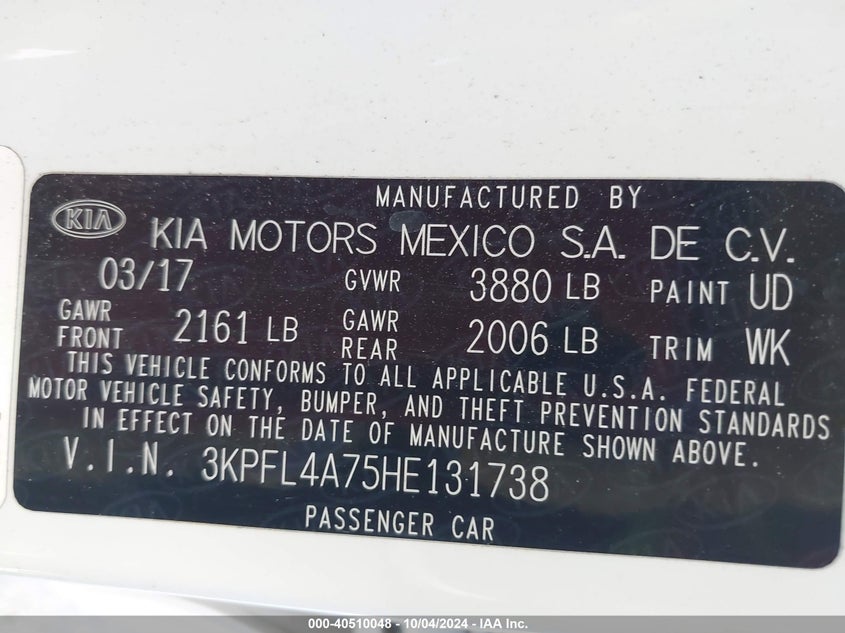 MANUFACTURED BY
KIA KIA MOTORS MEXICO S.A. DE C.V.
03/17 GVWR 3880 LB PAINT UD
GAWR FRONT 2161 LB GAWR REAR 2006 LB TRIM WK
THIS VEHICLE CONFORMS TO ALL APPLICABLE U.S.A. FEDERAL
MOTOR VEHICLE SAFETY, BUMPER, AND THEFT PREVENTION STANDARDS
IN EFFECT ON THE DATE OF MANUFACTURE SHOWN ABOVE.
V.I.N. 3KPFL4A75HE131738
PASSENGER CAR
000-40510048 - 10/04/2024 - IAA Inc.